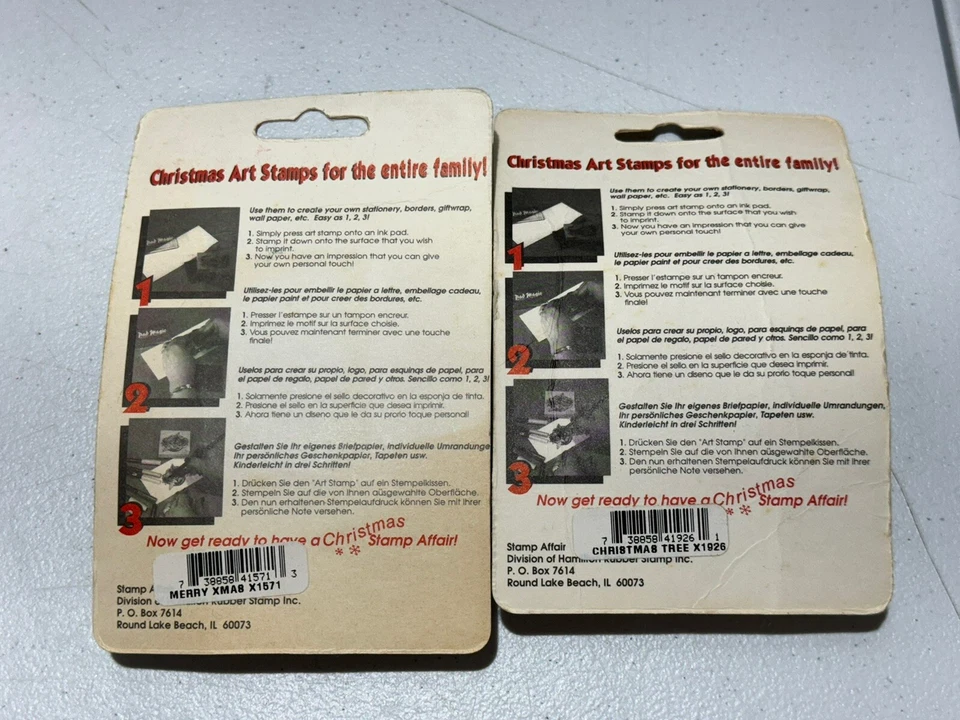 Christmas Art Stamps for the entire family!
Use them to create your own stationery, borders, giftwrap,
wall paper, etc. Easy as 1, 2, 3!
1. Simply press art stamp onto an ink pad.
2. Stamp it down onto the surface that you wish
to imprint.
3. Now you have an impression that you can give
your own personal touch!
1
Utilisez-les pour embellir le papier a lettre, emballage cadeau,
le papier paint et pour creer des bordures, etc.
1. Presser l'estampe sur un tampon encreur.
2. Imprimez le motif sur la surface choisie.
3. Vous pouvez maintenant terminer avec une touche
finale!
2
Uselos para crear su propio, logo, para esquinqs de papel, para
el papel de regalo, papel de pared y otros. Sencillo como 1, 2, 3!
1. Solamente presione el sello decorativo en la esponja de tinta.
2. Presione el sello en la superficie que desea imprimir.
3. Ahora tiene un diseno que le da su prorlo toque personal!
Gestalten Sie Ihr eigenes Briefpapier, individuelle Umrandunge
Ihr persönliches Geschenkpapier, Tapeten usw.
Kinderleicht in drei Schritten!
1. Drücken Sie den "Art Stamp" auf ein Stempelkissen.
2. Stempeln Sie auf die von Ihnen aüsgewahlte Oberfläche.
3. Den nun erhaltenen Stempelaufdruck können Sie mit Ihrer
persönliche Note versehen.
3
Now get ready to have a Christmas Stamp Affair!
7 38858 41571 3
MERRY XMAS X1571
Stamp A
Division of Rubber Stamp Inc.
P. O. Box 7614
Round Lake Beach, IL 60073
Christmas Art Stamps for the entire family!
Use them to create your own stationery, borders, giftwrap,
wall paper, etc. Easy as 1, 2, 3!
1. Simply press art stamp onto an ink pad.
2. Stamp it down onto the surface that you wish
to imprint.
3. Now you have an impression that you can give
your own personal touch!
1
Utilisez-les pour embellir le papier a lettre, emballage cadeau,
le papier paint et pour creer des bordures, etc.
1. Presser l'estampe sur un tampon encreur.
2. Imprimez le motif sur la surface choisie.
3. Vous pouvez maintenant terminer avec une touche
finale!
2
Uselos para crear su propio, logo, para esquinqs de papel, para
el papel de regalo, papel de pared y otros. Sencillo como 1, 2, 3!
1. Solamente presione el sello decorativo en la esponja de tinta.
2. Presione el sello en la superficie que desea imprimir.
3. Ahora tiene un diseno que le da su propio toque personal!
Gestalten Sie Ihr eigenes Briefpapier, individuelle Umrandungen,
Ihr persönliches Geschenkpapier, Tapeten usw.
Kinderleicht in drei Schritten!
1. Drücken Sie den "Art Stamp" auf ein Stempelkissen.
2. Stempeln Sie auf die von Ihnen aüsgewahlte Oberfläche.
3. Den nun erhaltenen Stempelaufdruck können Sie mit Ihrer
persönliche Note versehen.
3
Now get ready to have a Christmas Stamp Affair!
7 38858 41926 1
CHRISTMAS TREE X1926
Stamp Affair
Division of Hamilton Rubber Stamp Inc.
P. O. Box 7614
Round Lake Beach, IL 60073